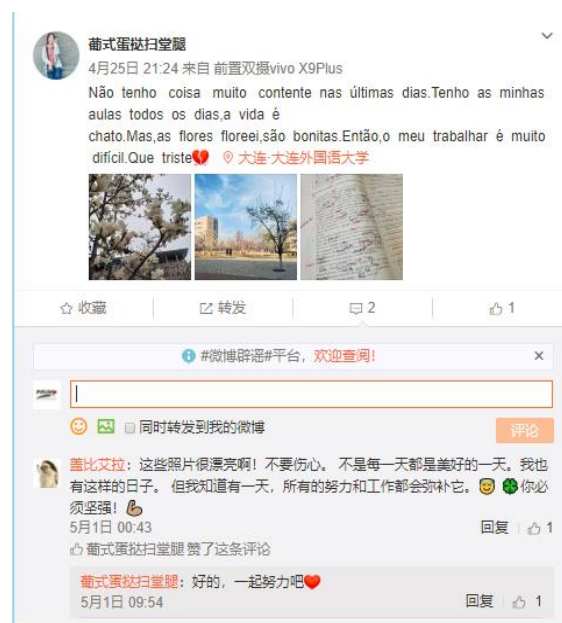 葡式蛋挞扫堂腿
4月25日 21:24 来自 前置双摄vivo X9Plus
Não tenho coisa muito contente nas últimas dias.Tenho as minhas
aulas todos os dias,a vida é
chato.Mas,as flores floreei,são bonitas.Então,o meu trabalhar é muito
difícil.Que triste💔 大连·大连外国语大学
收藏 转发 2 1
#微博辟谣#平台，欢迎查阅! ×
同时转发到我的微博 评论
盖比艾拉：这些照片很漂亮啊！不要伤心。 不是每一天都是美好的一天。我也
有这样的日子。 但我知道有一天，所有的努力和工作都会弥补它。😇 🍀你必
须坚强！💪
5月1日 00:43 回复 1
葡式蛋挞扫堂腿 赞了这条评论
葡式蛋挞扫堂腿：好的，一起努力吧❤
5月1日 09:54 回复 1